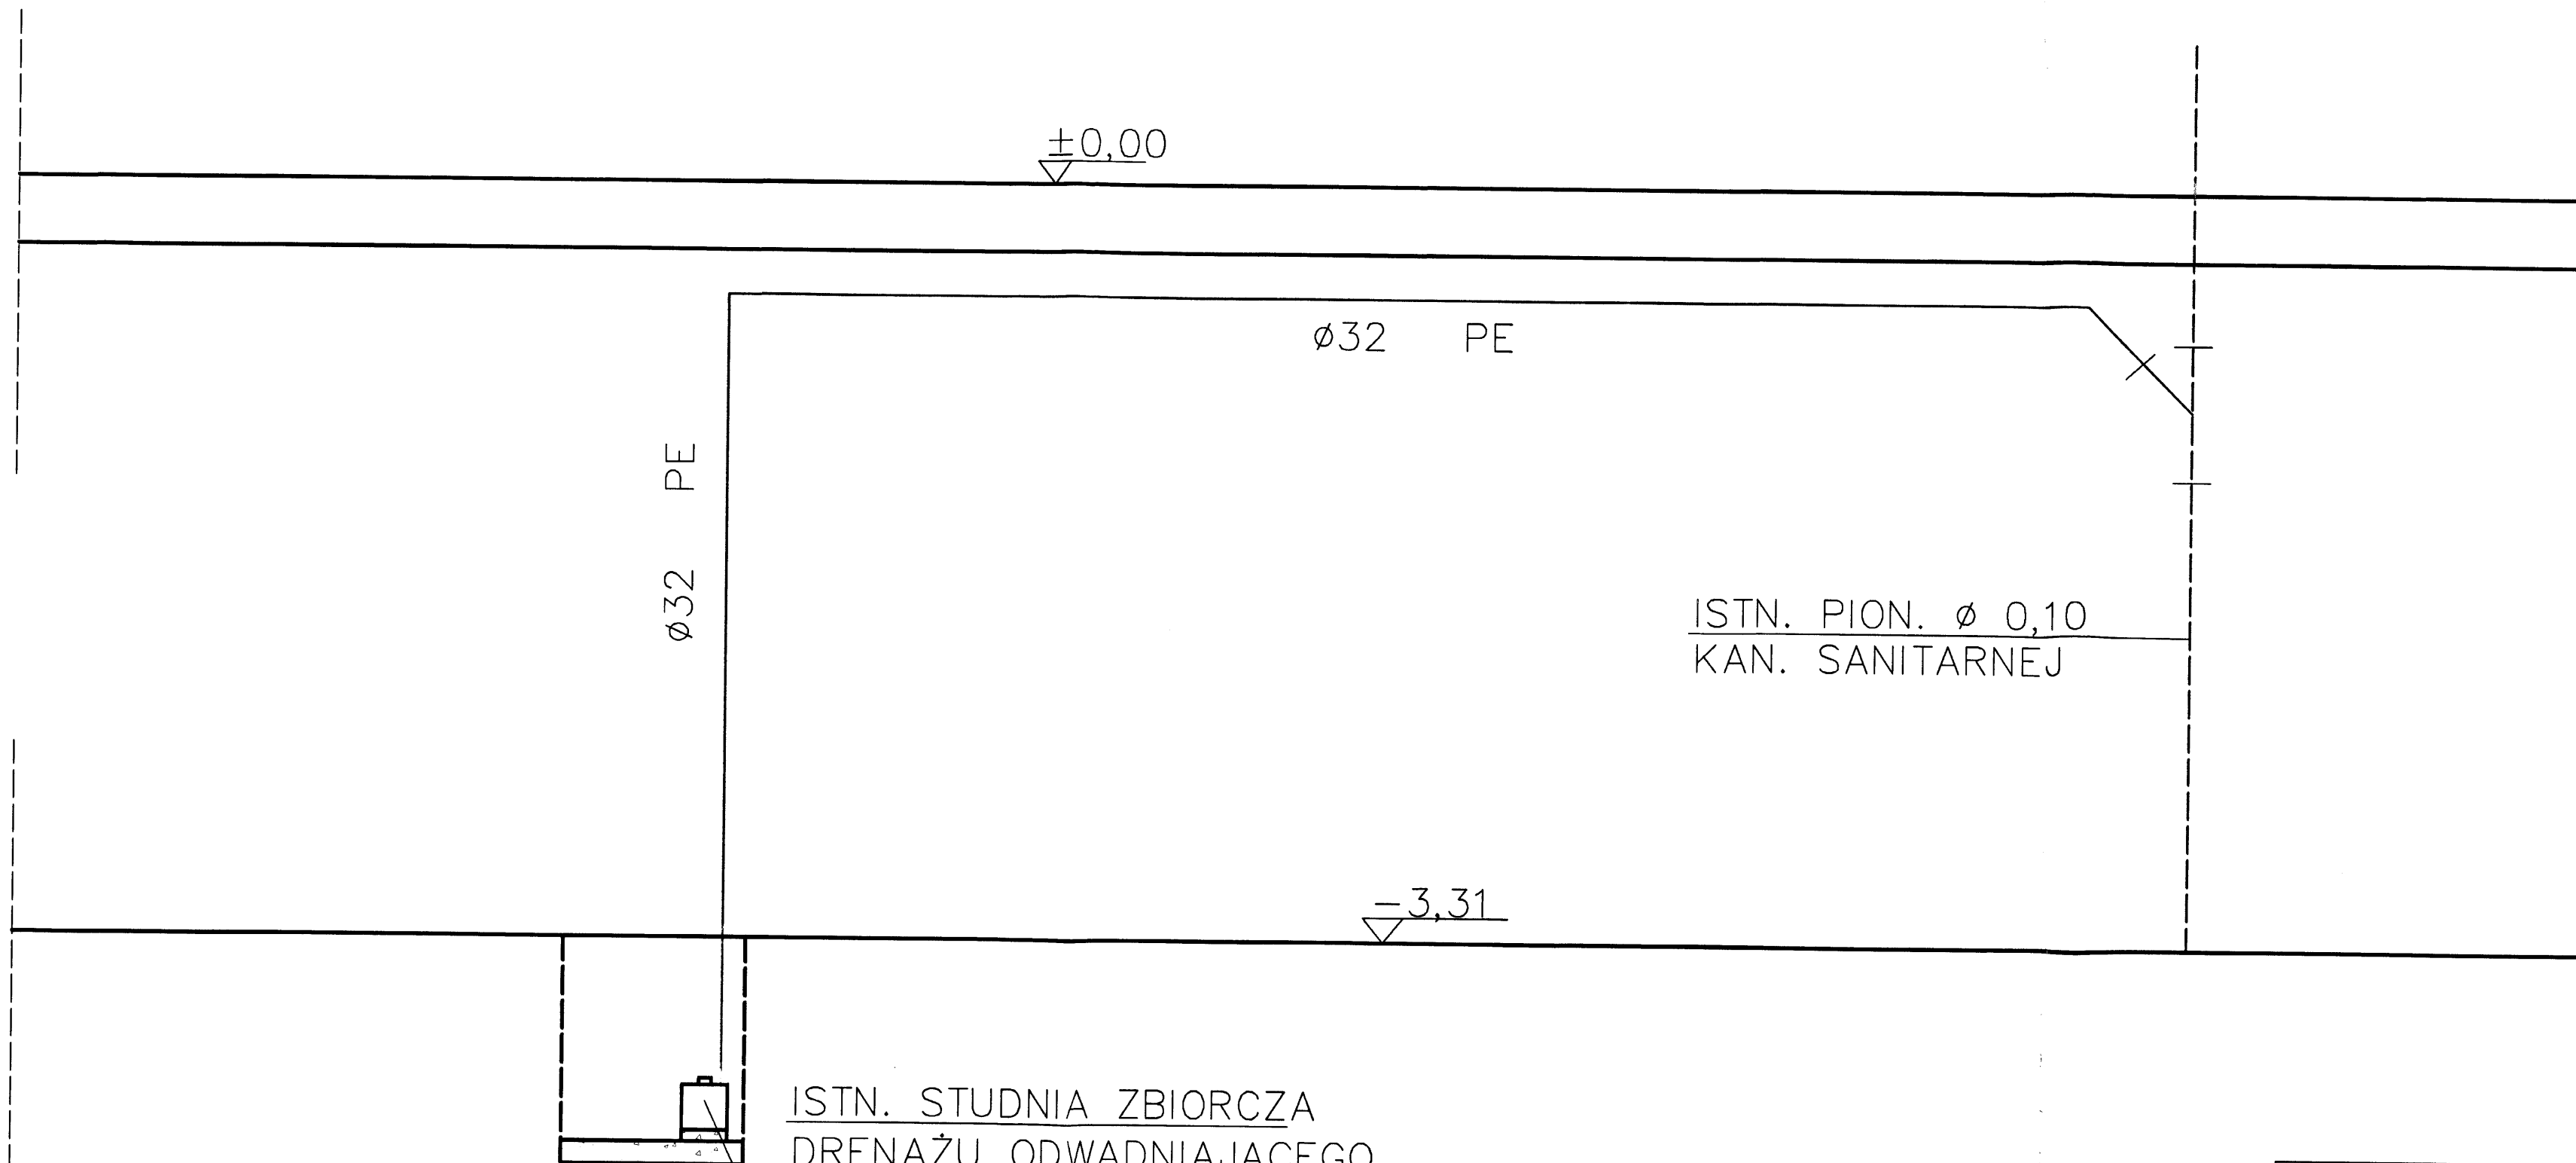 ±0,00
ø32 PE
ø32 PE
ISTN. PION. ø 0,10
KAN. SANITARNEJ
-3,31
ISTN. STUDNIA ZBIORCZA
DRENAŻU ODWADNIAJĄCEGO